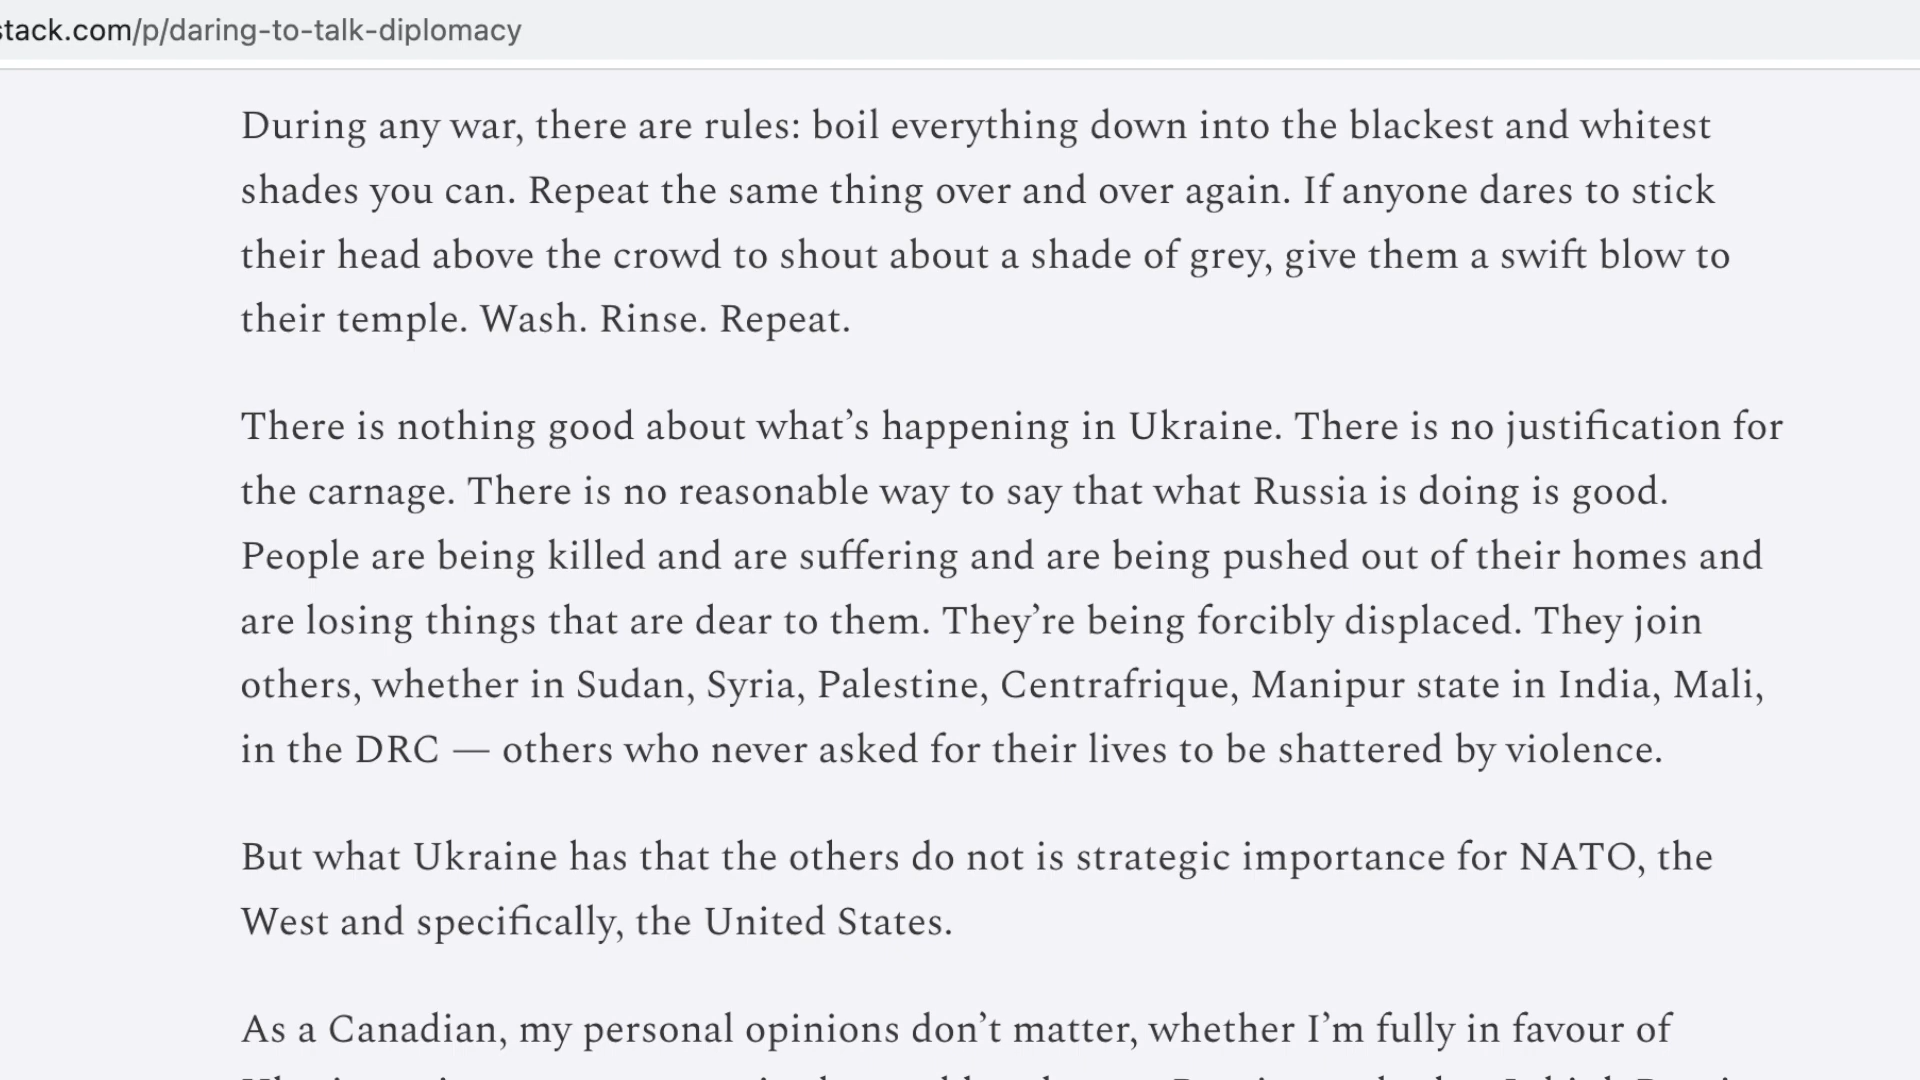 stack.com/p/daring-to-talk-diplomacy
During any war, there are rules: boil everything down into the blackest and whitest
shades you can. Repeat the same thing over and over again. If anyone dares to stick
their head above the crowd to shout about a shade of grey, give them a swift blow to
their temple. Wash. Rinse. Repeat.
There is nothing good about what’s happening in Ukraine. There is no justification for
the carnage. There is no reasonable way to say that what Russia is doing is good.
People are being killed and are suffering and are being pushed out of their homes and
are losing things that are dear to them. They’re being forcibly displaced. They join
others, whether in Sudan, Syria, Palestine, Centrafrique, Manipur state in India, Mali,
in the DRC — others who never asked for their lives to be shattered by violence.
But what Ukraine has that the others do not is strategic importance for NATO, the
West and specifically, the United States.
As a Canadian, my personal opinions don’t matter, whether I’m fully in favour of